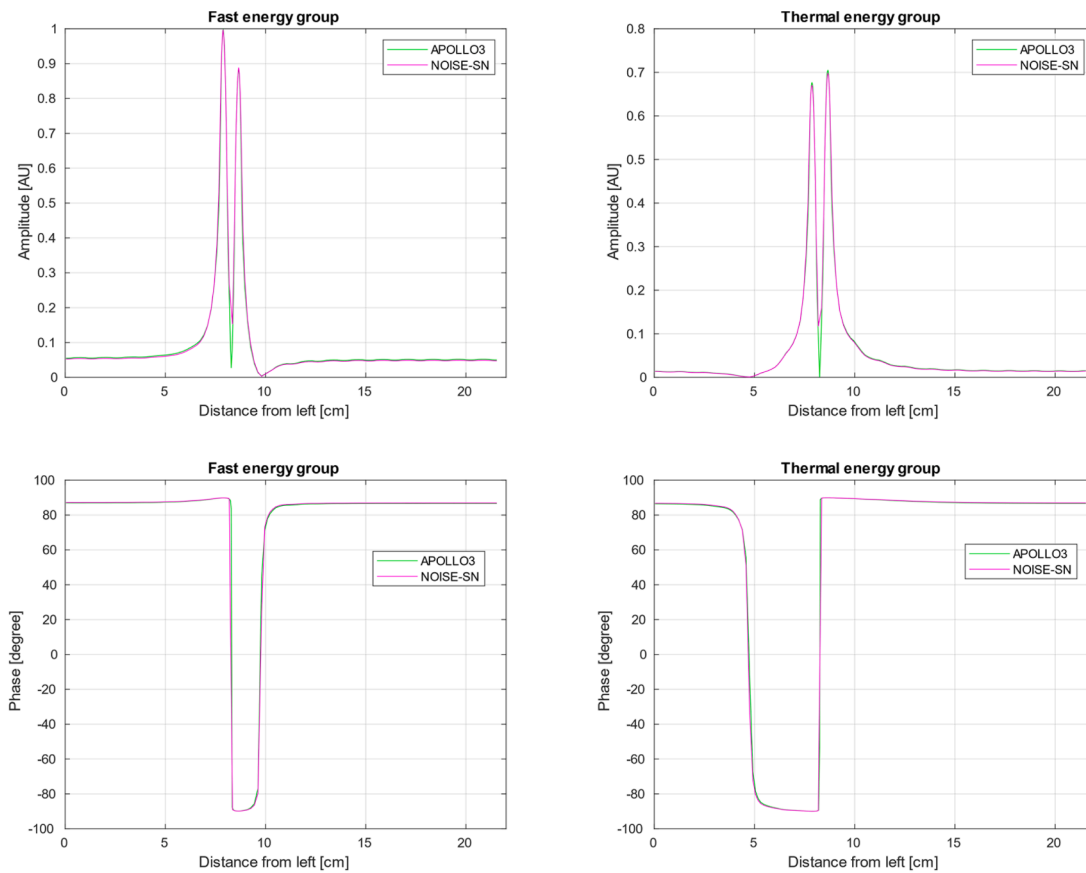 Fast energy group
1
0.9
0.8
0.7
0.6
0.5
0.4
0.3
0.2
0.1
0
Amplitude [AU]
APOLLO3
NOISE-SN
0 5 10 15 20
Distance from left [cm]
Thermal energy group
0.8
0.7
0.6
0.5
0.4
0.3
0.2
0.1
0
Amplitude [AU]
APOLLO3
NOISE-SN
0 5 10 15 20
Distance from left [cm]
Fast energy group
100
80
60
40
20
0
-20
-40
-60
-80
-100
Phase [degree]
APOLLO3
NOISE-SN
0 5 10 15 20
Distance from left [cm]
Thermal energy group
100
80
60
40
20
0
-20
-40
-60
-80
-100
Phase [degree]
APOLLO3
NOISE-SN
0 5 10 15 20
Distance from left [cm]